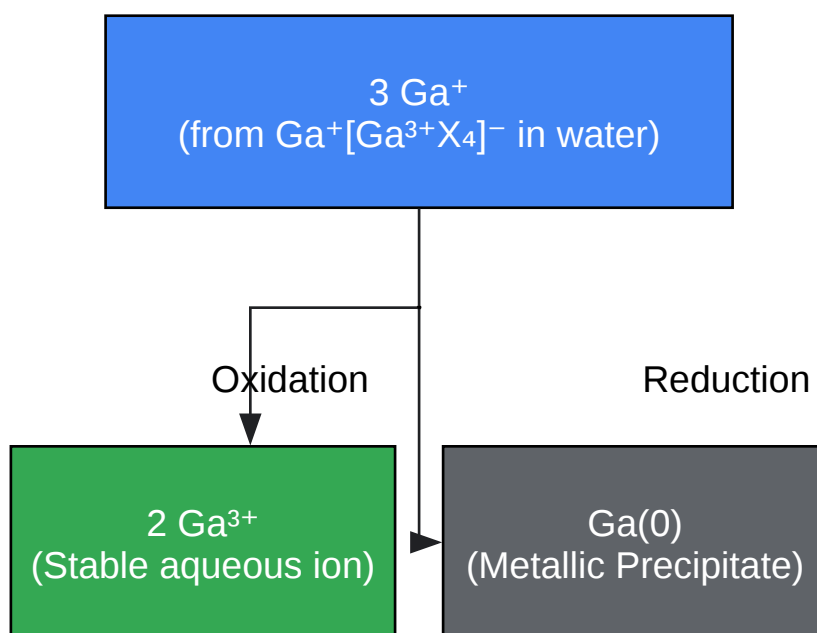 3 Ga⁺
(from Ga⁺[Ga³⁺X₄]⁻ in water)
Oxidation
Reduction
2 Ga³⁺
(Stable aqueous ion)
Ga(0)
(Metallic Precipitate)